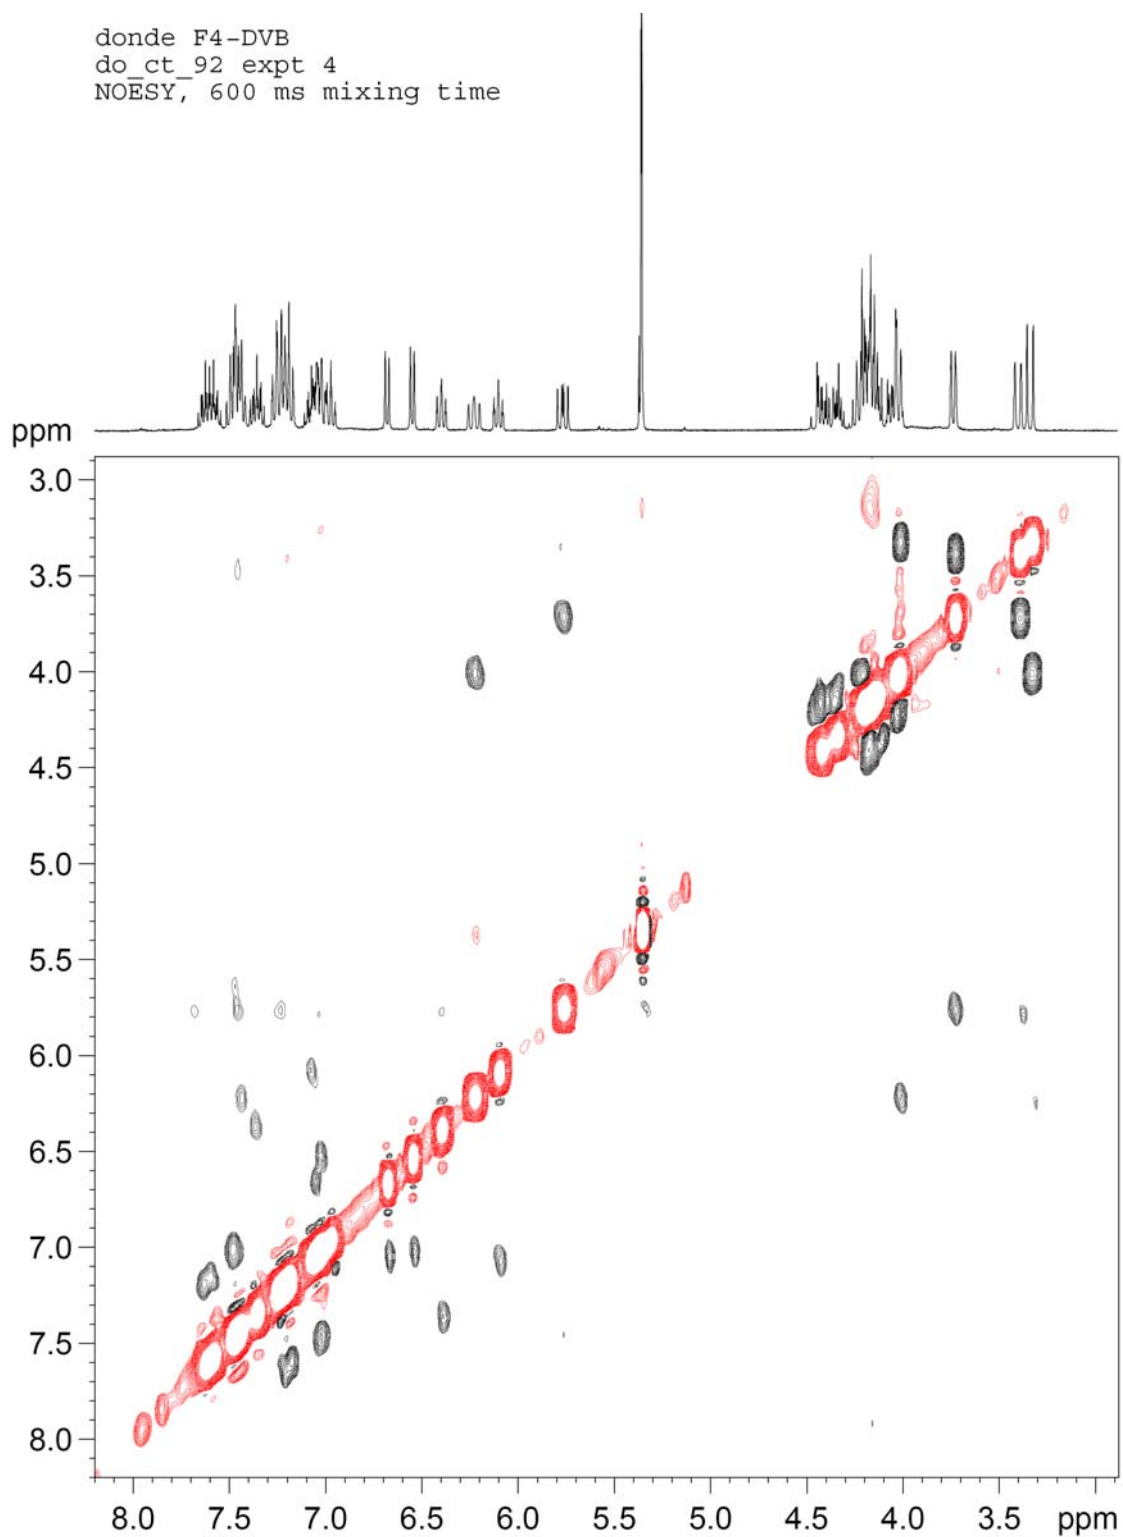 donde F4-DVB
do_ct_92 expt 4
NOESY, 600 ms mixing time
ppm
3.0
3.5
4.0
4.5
5.0
5.5
6.0
6.5
7.0
7.5
8.0
8.0 7.5 7.0 6.5 6.0 5.5 5.0 4.5 4.0 3.5 ppm